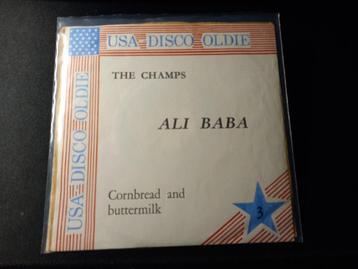 USA DISCO OLDIE
USA DISCO OLDIE
THE CHAMPS
ALI BABA
Cornbread and
buttermilk
3